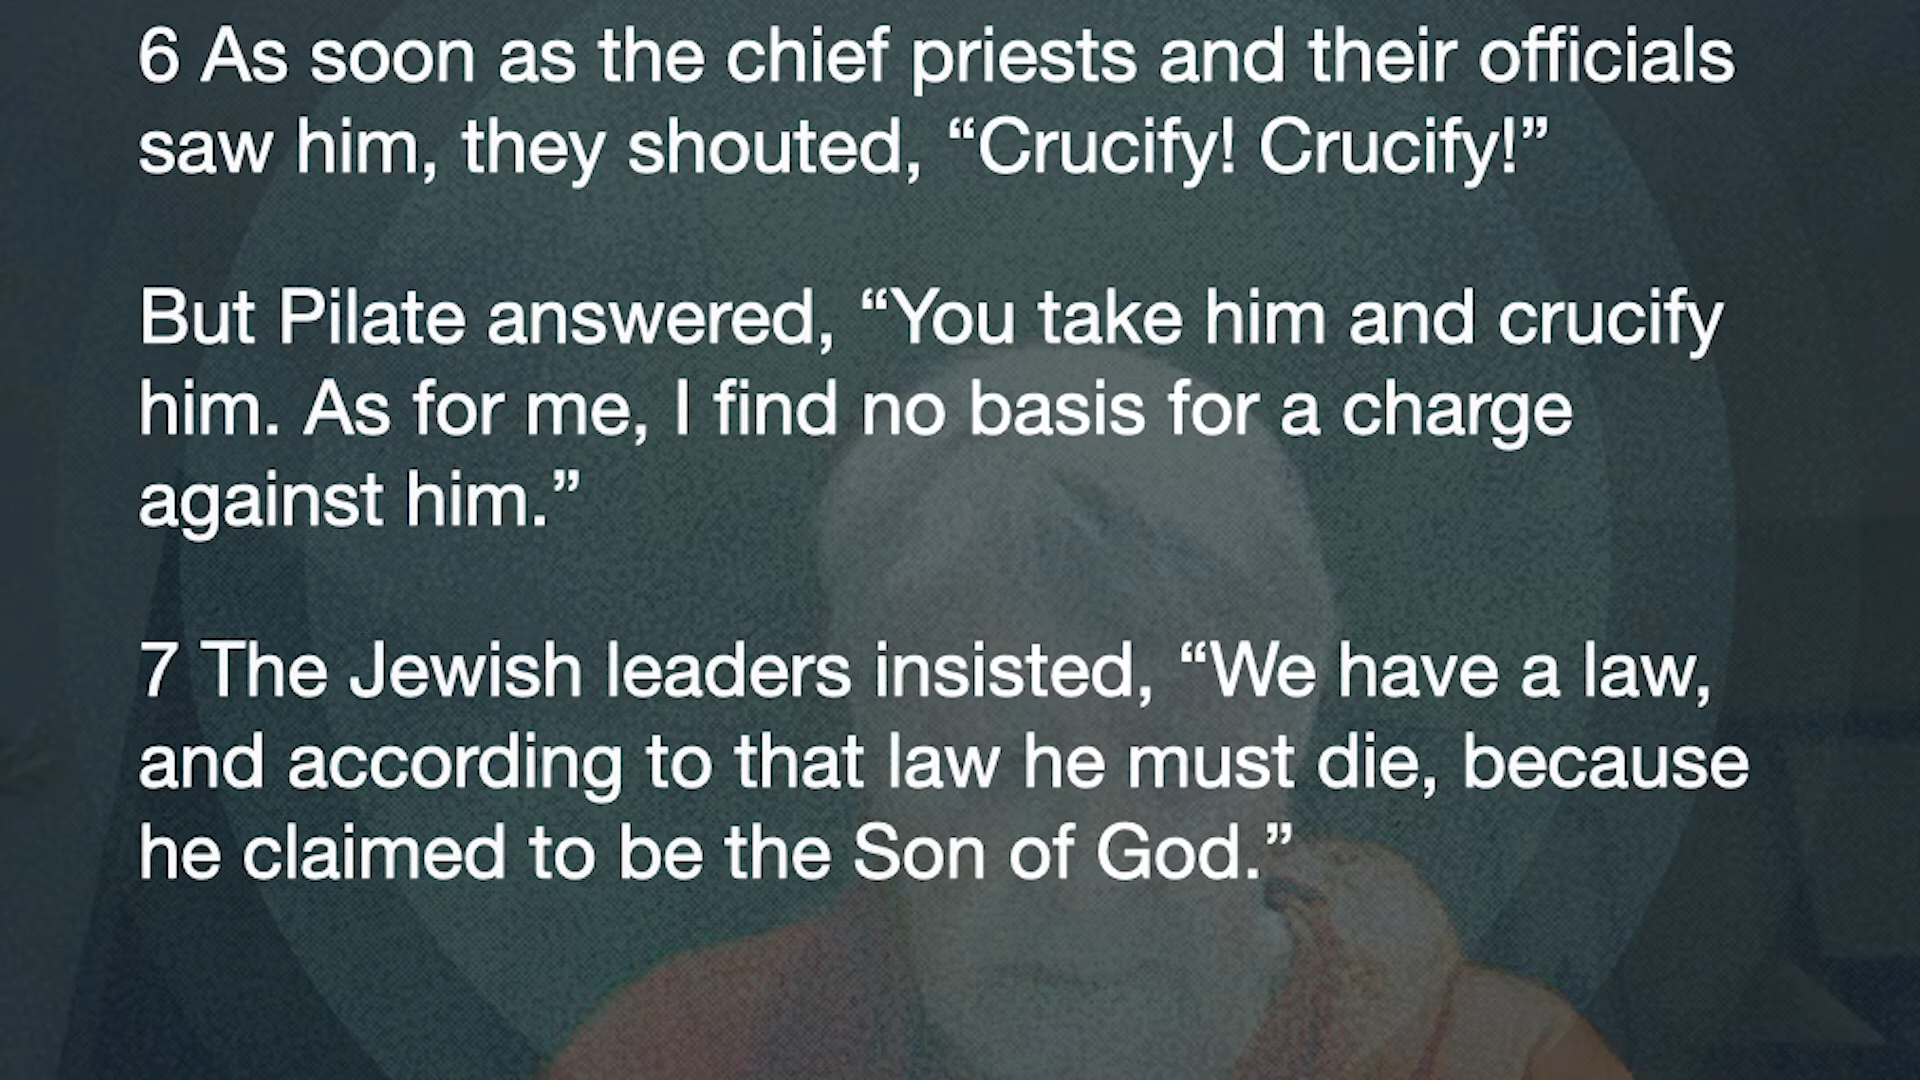 6 As soon as the chief priests and their officials
saw him, they shouted, “Crucify! Crucify!”
But Pilate answered, “You take him and crucify
him. As for me, I find no basis for a charge
against him.”
7 The Jewish leaders insisted, “We have a law,
and according to that law he must die, because
he claimed to be the Son of God.”